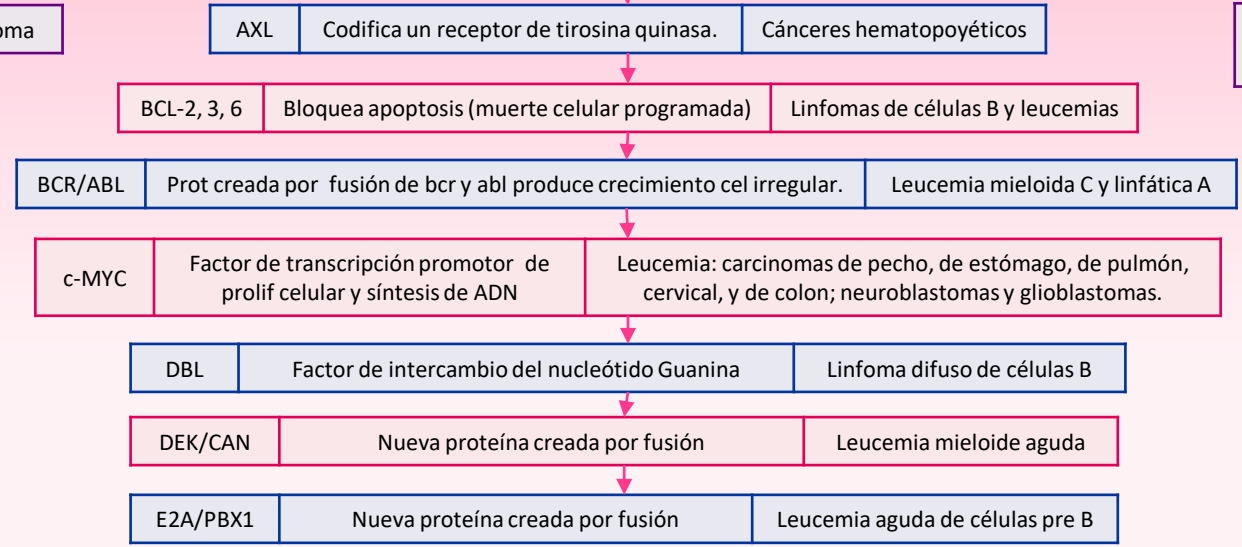 AXL Codifica un receptor de tirosina quinasa. Cánceres hematopoyéticos
BCL-2, 3, 6 Bloquea apoptosis (muerte celular programada) Linfomas de células B y leucemias
BCR/ABL Prot creada por fusión de bcr y abl produce crecimiento cel irregular. Leucemia mieloida C y linfática A
c-MYC
Factor de transcripción promotor de
prolif celular y síntesis de ADN
Leucemia: carcinomas de pecho, de estómago, de pulmón,
cervical, y de colon; neuroblastomas y glioblastomas.
DBL Factor de intercambio del nucleótido Guanina Linfoma difuso de células B
DEK/CAN Nueva proteína creada por fusión Leucemia mieloide aguda
E2A/PBX1 Nueva proteína creada por fusión Leucemia aguda de células pre B